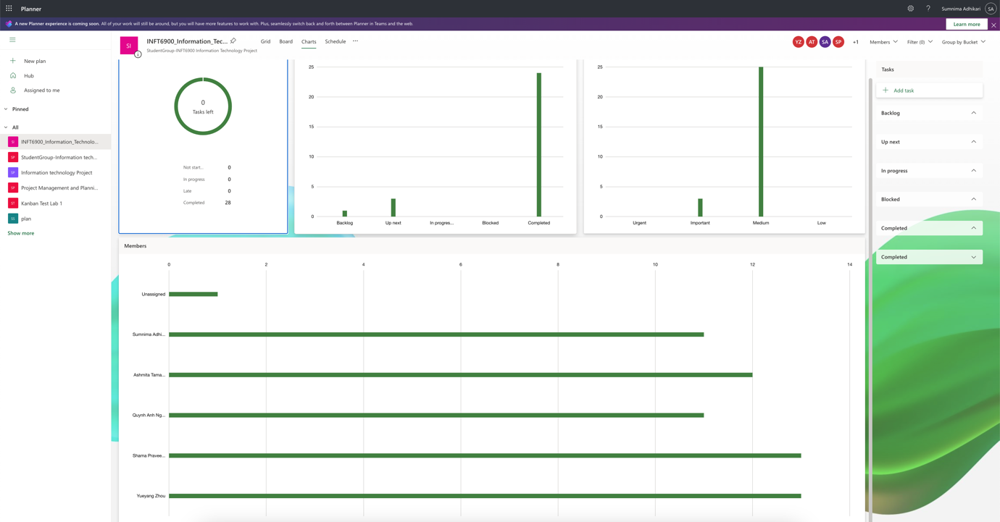 Planner
Sumnima Adhikari
SA
A new Planner experience is coming soon. All of your work will still be around, but you will have more features to work with. Plus, seamlessly switch back and forth between Planner in Teams and the web.
Learn more
New plan
Hub
Assigned to me
Pinned
All
SI INFT6900_Information_Technolo...
SP StudentGroup-Information tech...
SP Information technology Project
SP Project Management and Planni...
ST Kanban Test Lab 1
plan
Show more
SI
INFT6900_Information_Tec...
StudentGroup-INFT6900 Information Technology Project
Grid Board Charts Schedule ...
YZ AT SA SP +1 Members Filter (0) Group by Bucket
0
Tasks left
Not start... 0
In progress 0
Late 0
Completed 28
25
20
15
10
5
0
Backlog Up next In progres... Blocked Completed
25
20
15
10
5
0
Urgent Important Medium Low
Members
0 2 4 6 8 10 12 14
Unassigned
Sumnima Adhi...
Ashmita Tama...
Quynh Anh Ng...
Shama Pravee...
Yueyang Zhou
Tasks
Add task
Backlog
Up next
In progress
Blocked
Completed
Completed